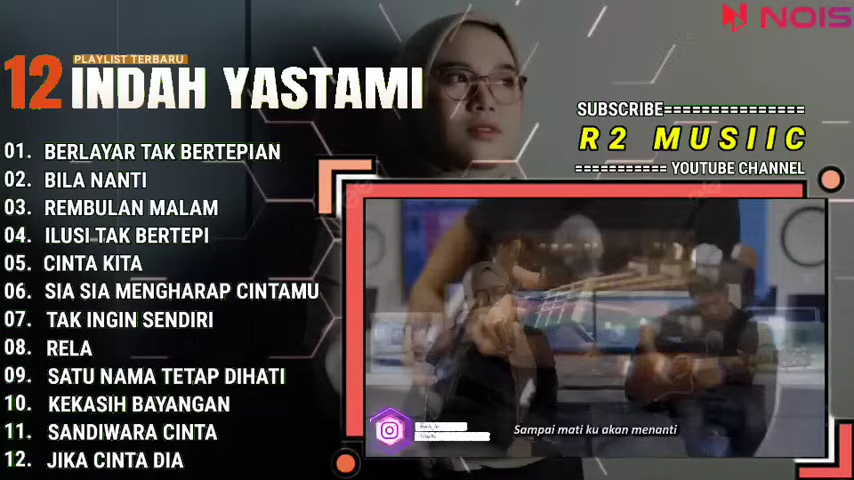 NOIS
PLAYLIST TERBARU
12 INDAH YASTAMI
SUBSCRIBE===============
R2 MUSIIC
=========== YOUTUBE CHANNEL
01. BERLAYAR TAK BERTEPIAN
02. BILA NANTI
03. REMBULAN MALAM
04. ILUSI TAK BERTEPI
05. CINTA KITA
06. SIA SIA MENGHARAP CINTAMU
07. TAK INGIN SENDIRI
08. RELA
09. SATU NAMA TETAP DIHATI
10. KEKASIH BAYANGAN
11. SANDIWARA CINTA
12. JIKA CINTA DIA
Sampai mati ku akan menanti